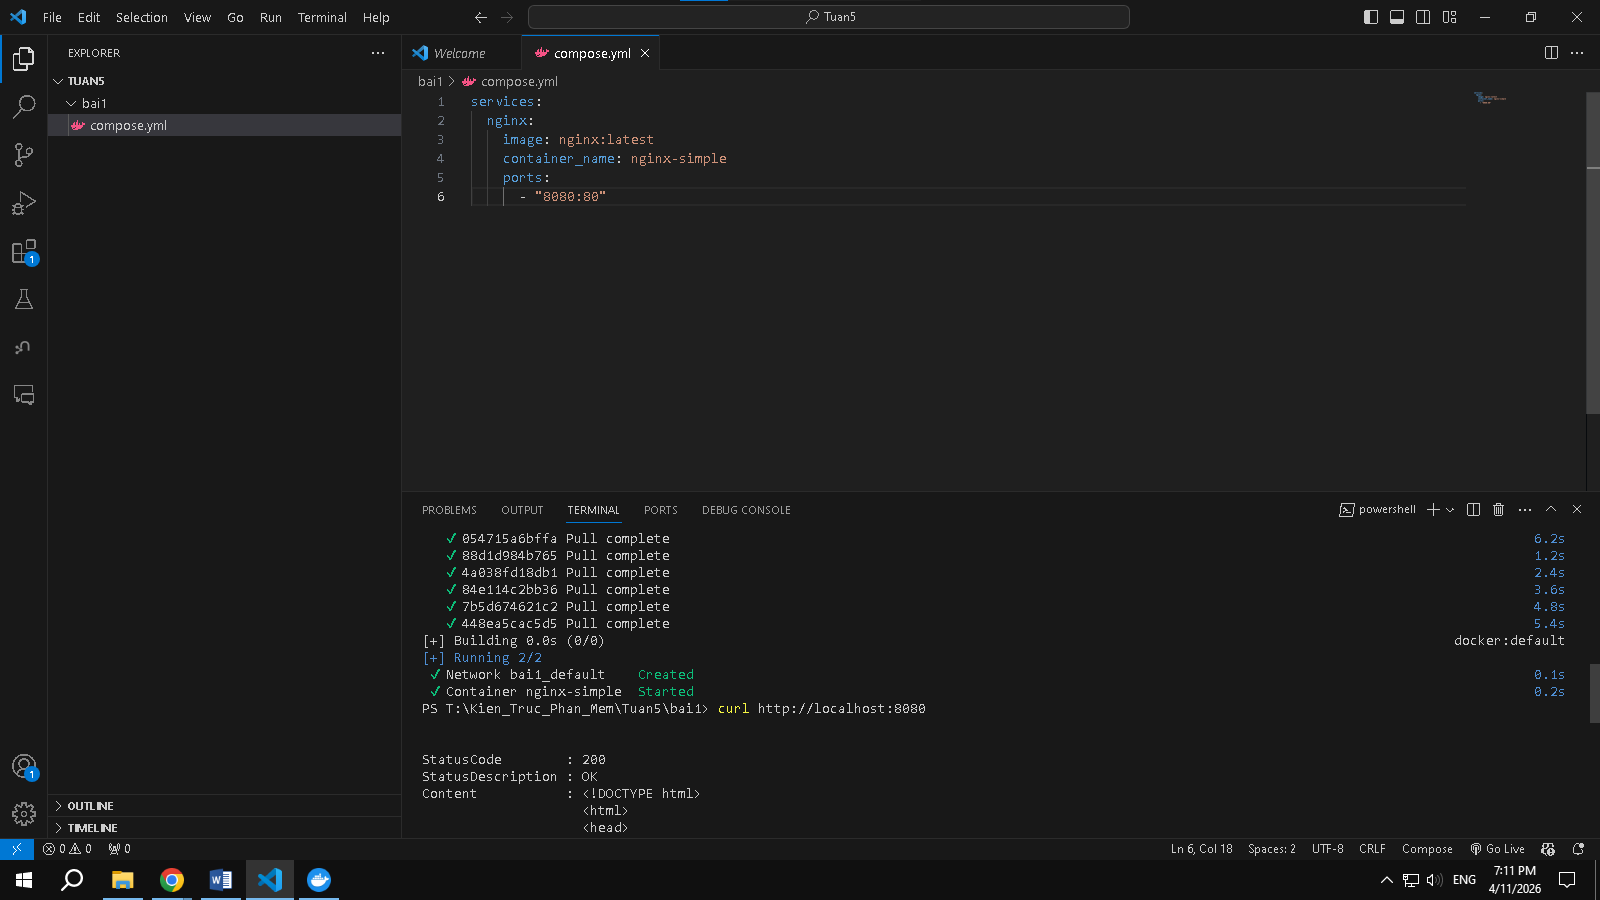 File Edit Selection View Go Run Terminal Help
Tuan5
EXPLORER
TUAN5
bai1
compose.yml
Welcome
compose.yml
bai1 > compose.yml
1 services:
2 nginx:
3 image: nginx:latest
4 container_name: nginx-simple
5 ports:
6 - "8080:80"
PROBLEMS OUTPUT TERMINAL PORTS DEBUG CONSOLE
powershell
✓ 054715a6bffa Pull complete 6.2s
✓ 88d1d984b765 Pull complete 1.2s
✓ 4a038fd18db1 Pull complete 2.4s
✓ 84e114c2bb36 Pull complete 3.6s
✓ 7b5d674621c2 Pull complete 4.8s
✓ 448ea5cac5d5 Pull complete 5.4s
[+] Building 0.0s (0/0) docker:default
[+] Running 2/2
✓ Network bai1_default Created 0.1s
✓ Container nginx-simple Started 0.2s
PS T:\Kien_Truc_Phan_Mem\Tuan5\bai1> curl http://localhost:8080
StatusCode : 200
StatusDescription : OK
Content : <!DOCTYPE html>
<html>
<head>
1
1
OUTLINE
TIMELINE
0 0 0
Ln 6, Col 18 Spaces: 2 UTF-8 CRLF Compose Go Live
ENG
7:11 PM
4/11/2026